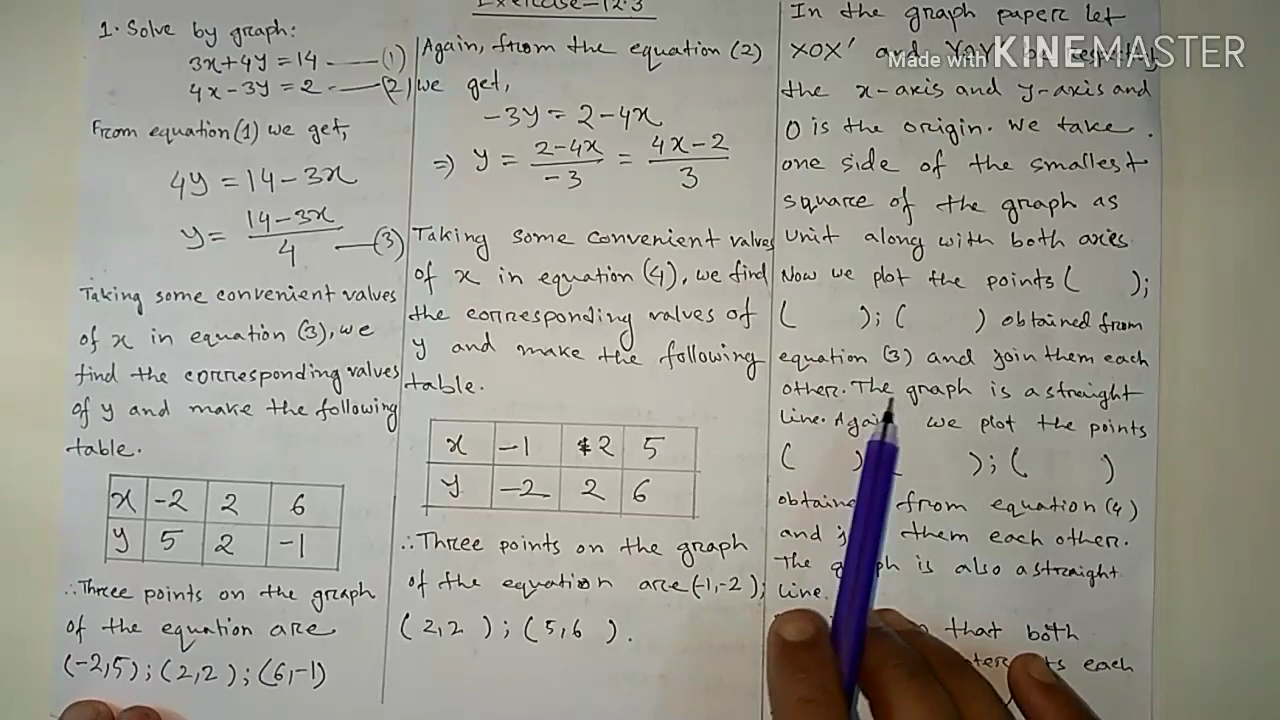 Exercise-12.3
1. Solve by graph:
3x+4y=14 —(1)
4x-3y=2 —(2)
From equation (1) we get,
4y=14-3x
y= 14-3x / 4 —(3)
Taking some convenient values
of x in equation (3), we
find the corresponding values
of y and make the following
table.
x -2 2 6
y 5 2 -1
∴Three points on the graph
of the equation are
(-2,5);(2,2);(6,-1)
Again, from the equation (2)
we get,
-3y=2-4x
⇒ y= 2-4x / -3 = 4x-2 / 3
Taking some convenient values
of x in equation (4), we find
the corresponding values of
y and make the following
table.
x -1 2 5
y -2 2 6
∴Three points on the graph
of the equation are (-1,-2);
(2,2 );(5,6 ).
In the graph paper let
XOX' and
the x-axis and y-axis and
O is the origin. We take
one side of the smallest
square of the graph as
unit along with both axies
Now we plot the points ( );
( );( ) obtained from
equation (3) and join them each
other. The graph is a straight
line. Again we plot the points
( ) ( );( )
from equation (4)
and them each other.
The is also a straight
line.
that both
each
Made with KINEMASTER